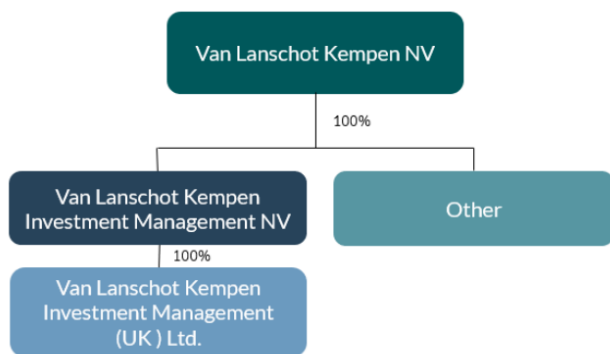 Van Lanschot Kempen NV
100%
Van Lanschot Kempen
Investment Management NV
Other
100%
Van Lanschot Kempen
Investment Management
(UK ) Ltd.